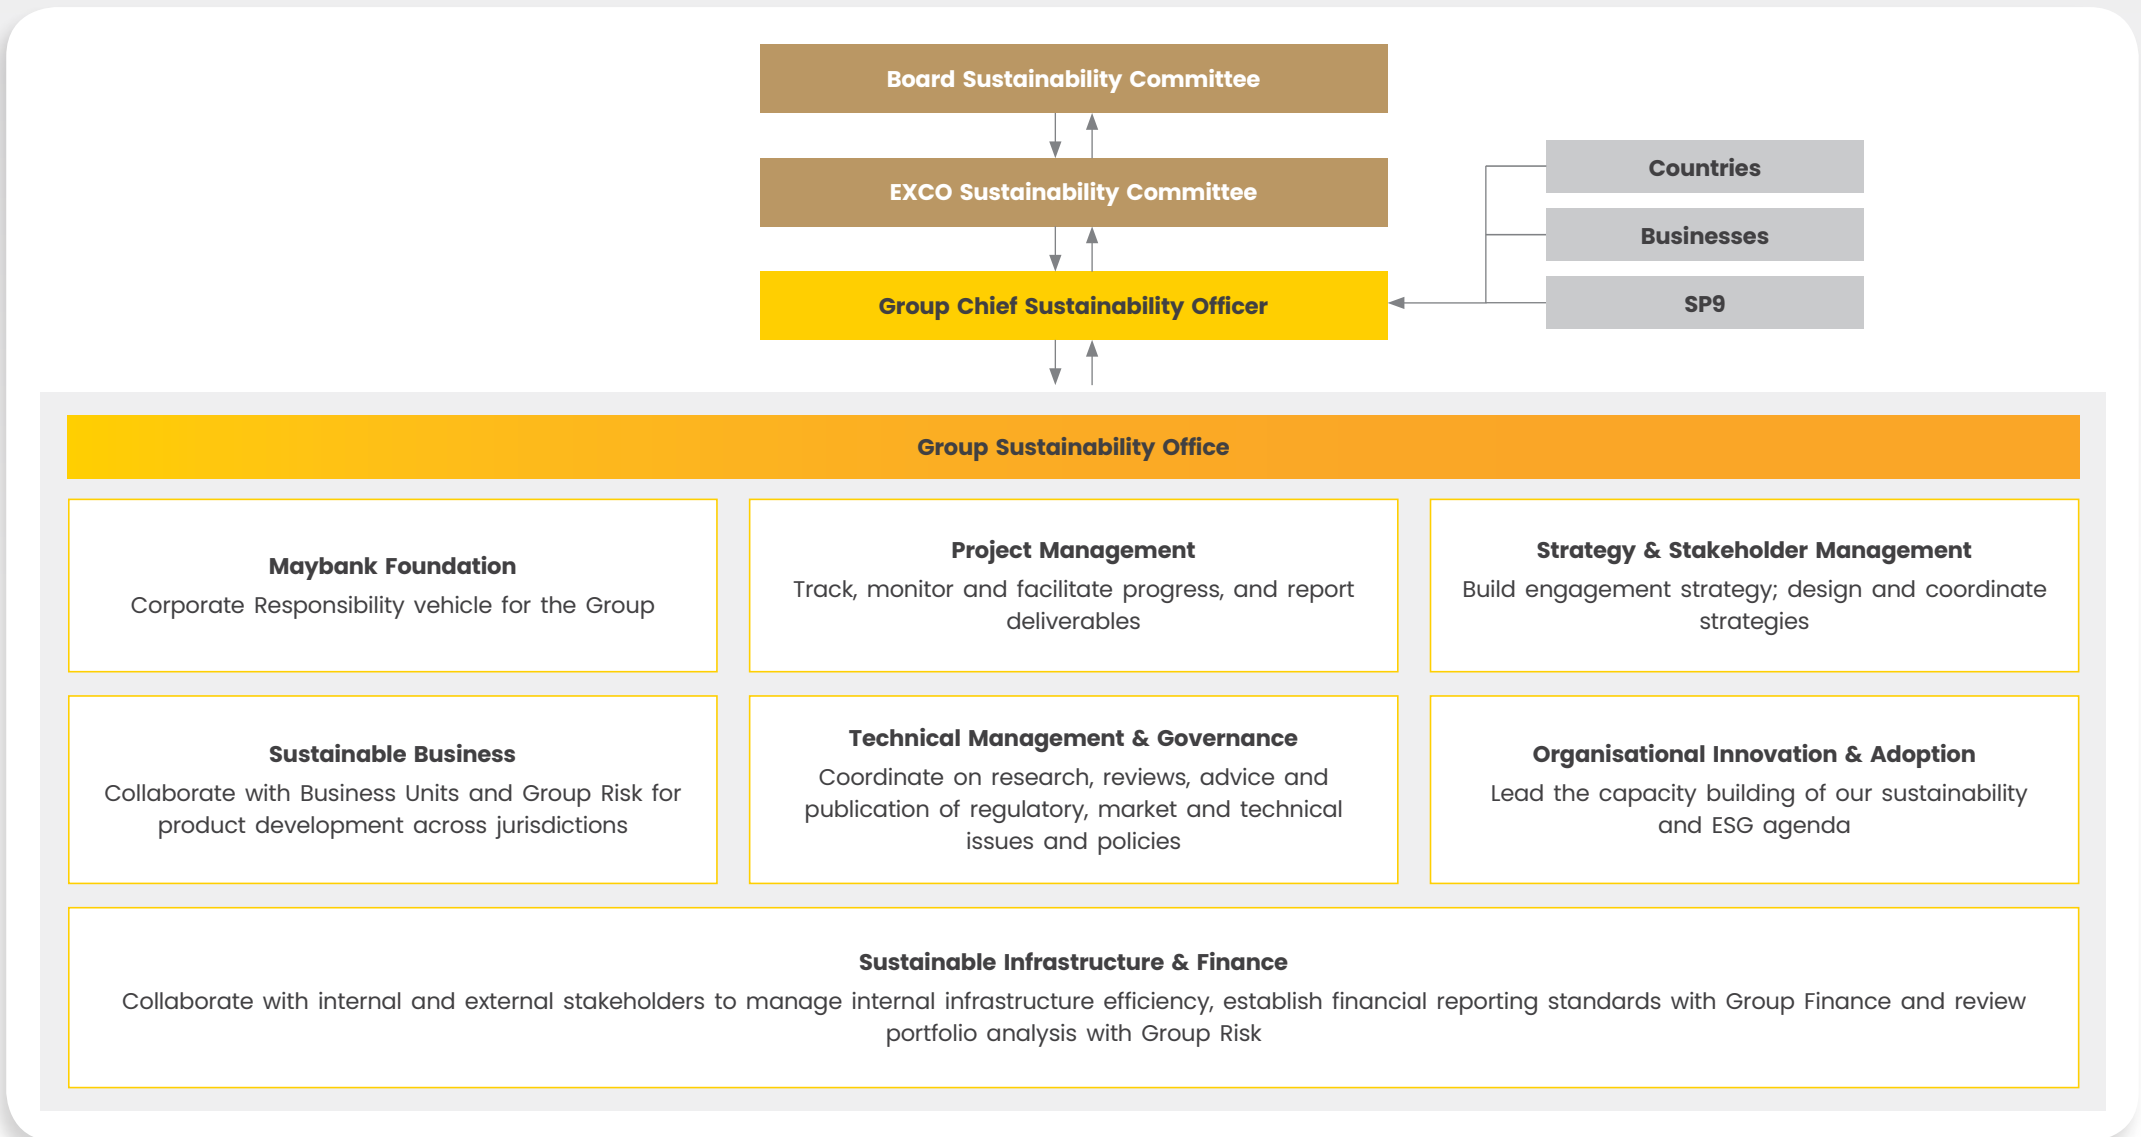 Board Sustainability Committee
EXCO Sustainability Committee
Group Chief Sustainability Officer
Countries
Businesses
SP9
Group Sustainability Office
Maybank Foundation
Corporate Responsibility vehicle for the Group
Project Management
Track, monitor and facilitate progress, and report
deliverables
Strategy & Stakeholder Management
Build engagement strategy; design and coordinate
strategies
Sustainable Business
Collaborate with Business Units and Group Risk for
product development across jurisdictions
Technical Management & Governance
Coordinate on research, reviews, advice and
publication of regulatory, market and technical
issues and policies
Organisational Innovation & Adoption
Lead the capacity building of our sustainability
and ESG agenda
Sustainable Infrastructure & Finance
Collaborate with internal and external stakeholders to manage internal infrastructure efficiency, establish financial reporting standards with Group Finance and review
portfolio analysis with Group Risk